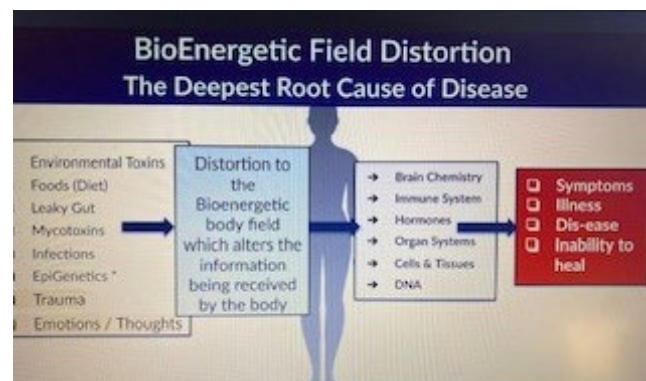 BioEnergetic Field Distortion
The Deepest Root Cause of Disease
Environmental Toxins
Foods (Diet)
Leaky Gut
Mycotoxins
Infections
EpiGenetics *
Trauma
Emotions / Thoughts
Distortion to
the
Bioenergetic
body field
which alters the
information
being received
by the body
Brain Chemistry
Immune System
Hormones
Organ Systems
Cells & Tissues
DNA
Symptoms
Illness
Dis-ease
Inability to
heal